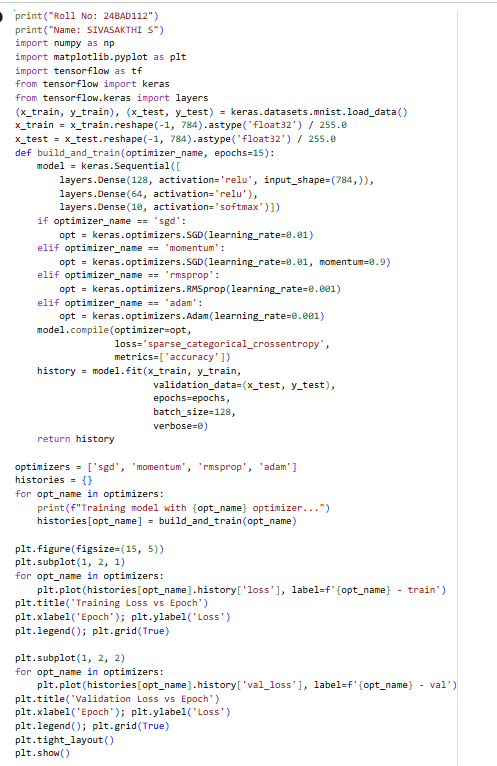 print("Roll No: 24BAD112")
print("Name: SIVASAKTHI S")
import numpy as np
import matplotlib.pyplot as plt
import tensorflow as tf
from tensorflow import keras
from tensorflow.keras import layers
(x_train, y_train), (x_test, y_test) = keras.datasets.mnist.load_data()
x_train = x_train.reshape(-1, 784).astype('float32') / 255.0
x_test = x_test.reshape(-1, 784).astype('float32') / 255.0
def build_and_train(optimizer_name, epochs=15):
    model = keras.Sequential([
        layers.Dense(128, activation='relu', input_shape=(784,)),
        layers.Dense(64, activation='relu'),
        layers.Dense(10, activation='softmax')])
    if optimizer_name == 'sgd':
        opt = keras.optimizers.SGD(learning_rate=0.01)
    elif optimizer_name == 'momentum':
        opt = keras.optimizers.SGD(learning_rate=0.01, momentum=0.9)
    elif optimizer_name == 'rmsprop':
        opt = keras.optimizers.RMSprop(learning_rate=0.001)
    elif optimizer_name == 'adam':
        opt = keras.optimizers.Adam(learning_rate=0.001)
    model.compile(optimizer=opt,
                  loss='sparse_categorical_crossentropy',
                  metrics=['accuracy'])
    history = model.fit(x_train, y_train,
                        validation_data=(x_test, y_test),
                        epochs=epochs,
                        batch_size=128,
                        verbose=0)
    return history

optimizers = ['sgd', 'momentum', 'rmsprop', 'adam']
histories = {}
for opt_name in optimizers:
    print(f"Training model with {opt_name} optimizer...")
    histories[opt_name] = build_and_train(opt_name)

plt.figure(figsize=(15, 5))
plt.subplot(1, 2, 1)
for opt_name in optimizers:
    plt.plot(histories[opt_name].history['loss'], label=f'{opt_name} - train')
plt.title('Training Loss vs Epoch')
plt.xlabel('Epoch'); plt.ylabel('Loss')
plt.legend(); plt.grid(True)

plt.subplot(1, 2, 2)
for opt_name in optimizers:
    plt.plot(histories[opt_name].history['val_loss'], label=f'{opt_name} - val')
plt.title('Validation Loss vs Epoch')
plt.xlabel('Epoch'); plt.ylabel('Loss')
plt.legend(); plt.grid(True)
plt.tight_layout()
plt.show()